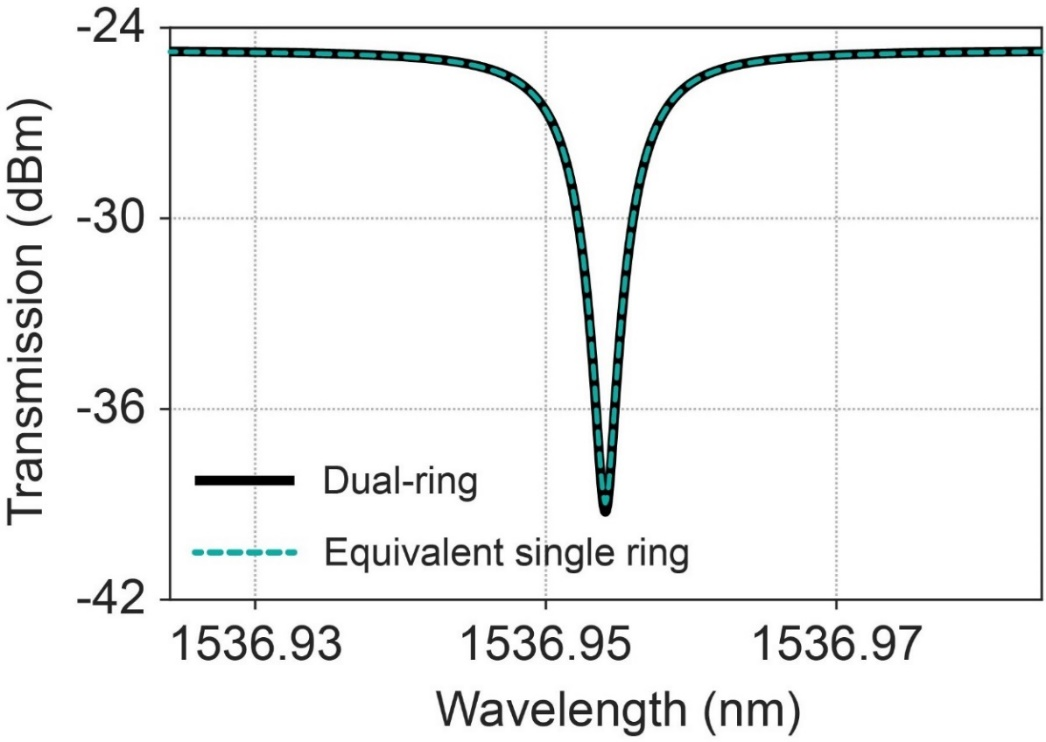 Transmission (dBm)
-24
-30
-36
-42
Dual-ring
Equivalent single ring
1536.93
1536.95
1536.97
Wavelength (nm)